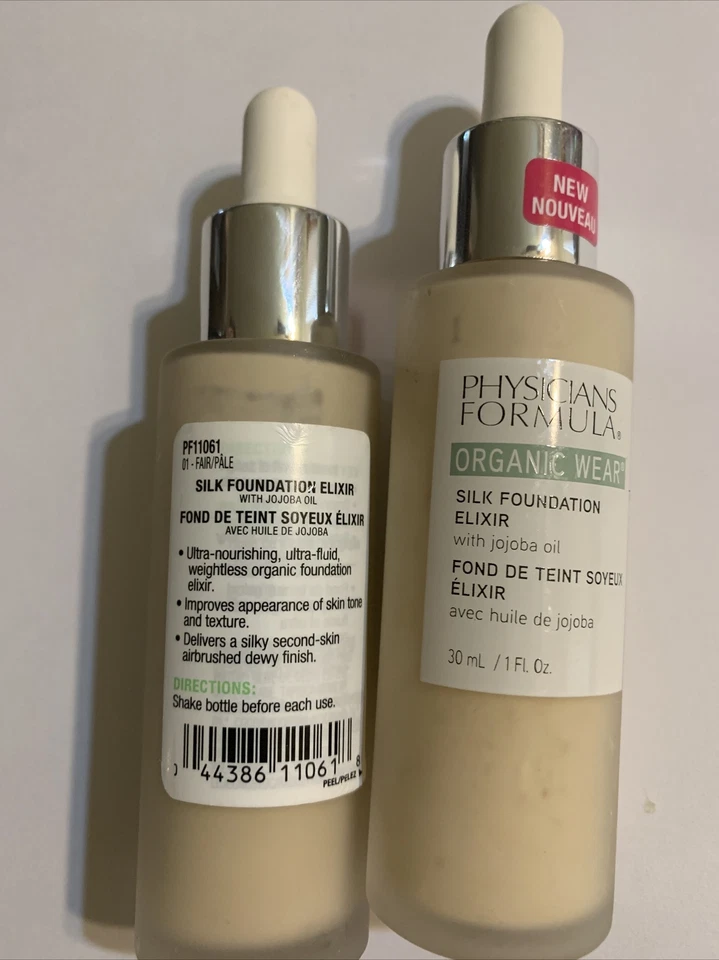 PF11061
01 - FAIR/PÂLE
SILK FOUNDATION ELIXIR
WITH JOJOBA OIL
FOND DE TEINT SOYEUX ÉLIXIR
AVEC HUILE DE JOJOBA
• Ultra-nourishing, ultra-fluid,
weightless organic foundation
elixir.
• Improves appearance of skin tone
and texture.
• Delivers a silky second-skin
airbrushed dewy finish.
DIRECTIONS:
Shake bottle before each use.
0 44386 11061 8
PEEL/PELEZ
NEW
NOUVEAU
PHYSICIANS
FORMULA®
ORGANIC WEAR®
SILK FOUNDATION
ELIXIR
with jojoba oil
FOND DE TEINT SOYEUX
ÉLIXIR
avec huile de jojoba
30 mL / 1 Fl. Oz.